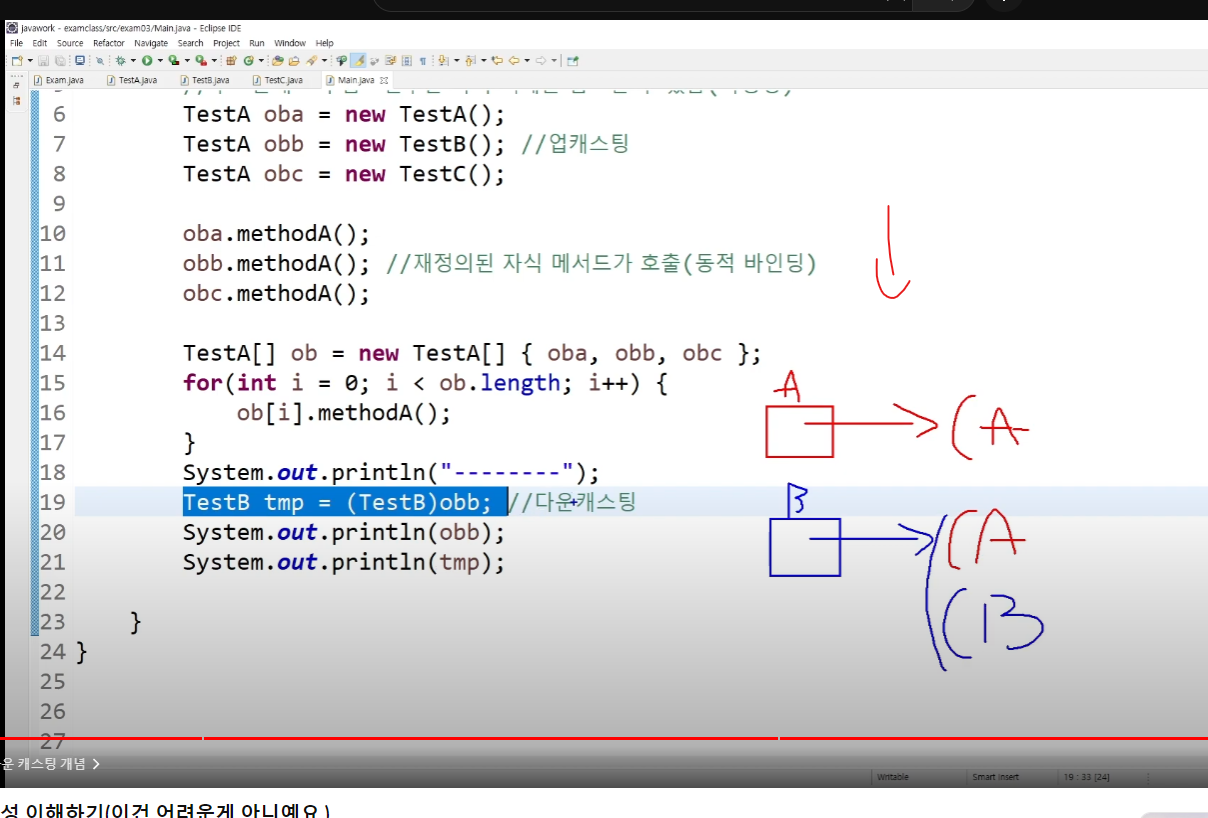 javawork - examclass/src/exam03/Main.java - Eclipse IDE
File Edit Source Refactor Navigate Search Project Run Window Help
Exam.java TestA.java TestB.java TestC.java Main.java
6 TestA oba = new TestA();
7 TestA obb = new TestB(); //업캐스팅
8 TestA obc = new TestC();
9
10 oba.methodA();
11 obb.methodA(); //재정의된 자식 메서드가 호출(동적 바인딩)
12 obc.methodA();
13
14 TestA[] ob = new TestA[] { oba, obb, obc };
15 for(int i = 0; i < ob.length; i++) {
16 ob[i].methodA();
17 }
18 System.out.println("--------");
19 TestB tmp = (TestB)obb; //다운캐스팅
20 System.out.println(obb);
21 System.out.println(tmp);
22
23 }
24 }
25
26
27
A
(A
B
(A
(B
운 캐스팅 개념 >
Writable Smart Insert 19 : 33 [24]
성 이해하기(이건 어려운게 아니예요)